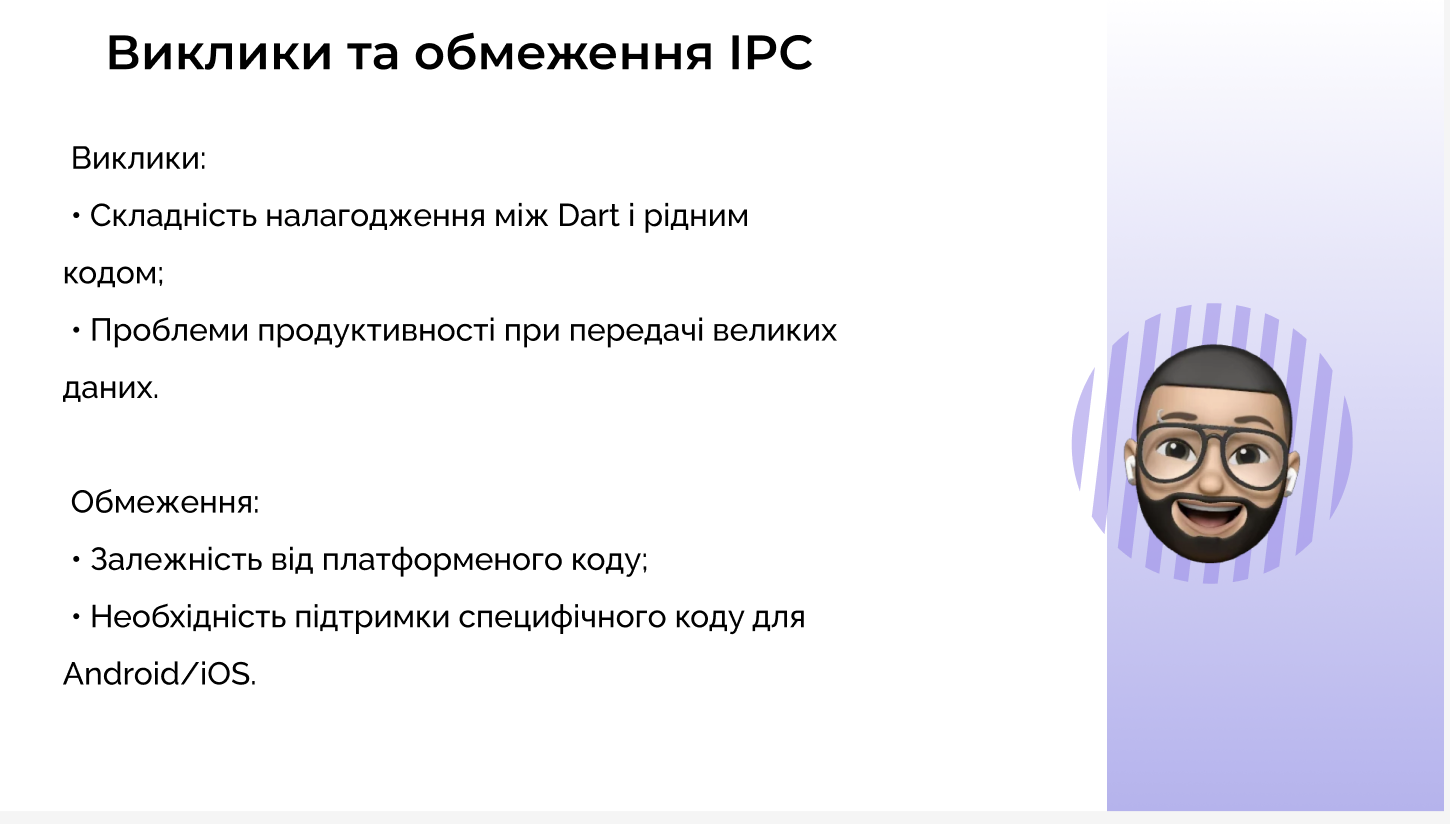 Виклики та обмеження IPC
Виклики:
• Складність налагодження між Dart і рідним
кодом;
• Проблеми продуктивності при передачі великих
даних.
Обмеження:
• Залежність від платформеного коду;
• Необхідність підтримки специфічного коду для
Android/iOS.